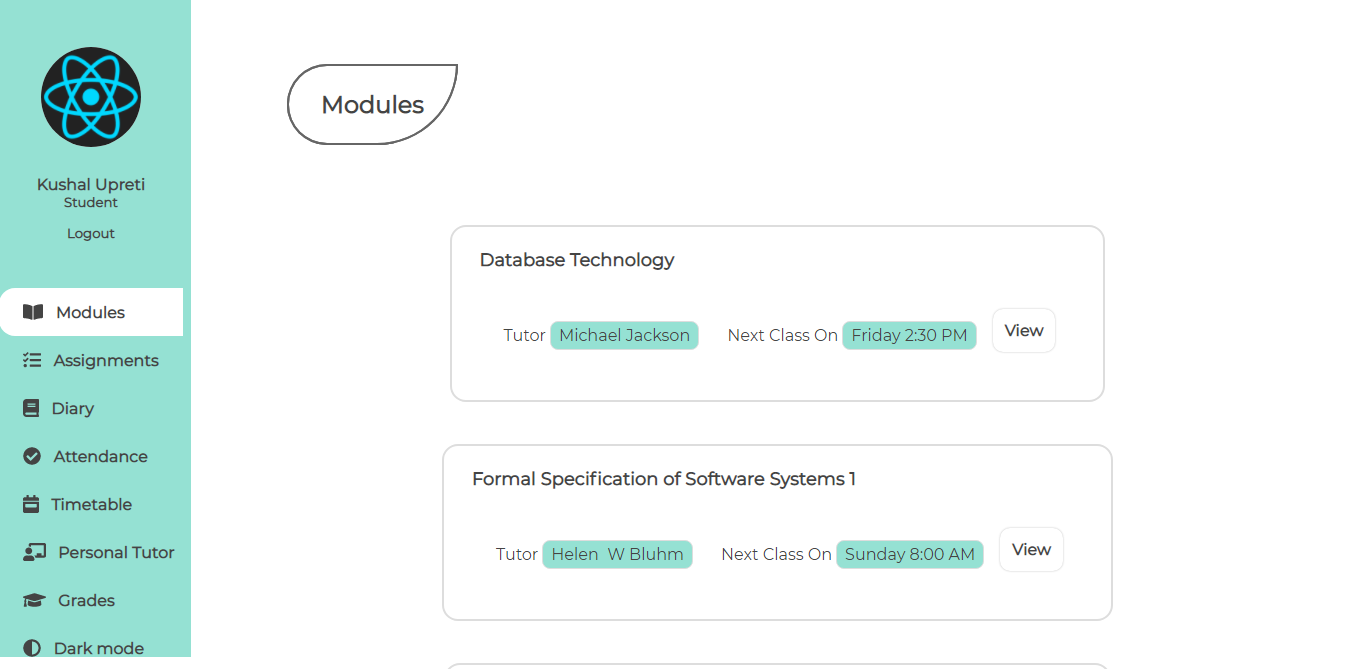 Kushal Upreti
Student
Logout
Modules
Assignments
Diary
Attendance
Timetable
Personal Tutor
Grades
Dark mode
Modules
Database Technology
Tutor Michael Jackson Next Class On Friday 2:30 PM View
Formal Specification of Software Systems 1
Tutor Helen  W Bluhm Next Class On Sunday 8:00 AM View